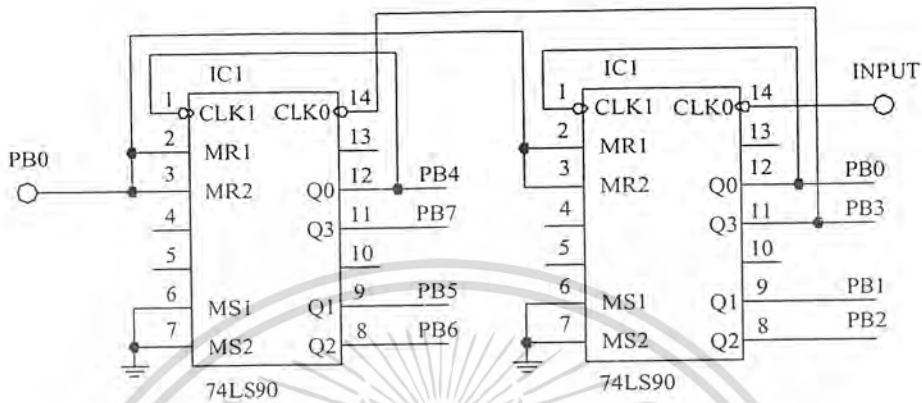 IC1
1 CLK1 CLK0 14
2 MR1 13
3 MR2 Q0 12 PB4
4 Q3 11 PB7
5 10
6 MS1 Q1 9 PB5
7 MS2 Q2 8 PB6
74LS90
PB0
IC1
1 CLK1 CLK0 14
2 MR1 13
3 MR2 Q0 12 PB0
4 Q3 11 PB3
5 10
6 MS1 Q1 9 PB1
7 MS2 Q2 8 PB2
74LS90
INPUT